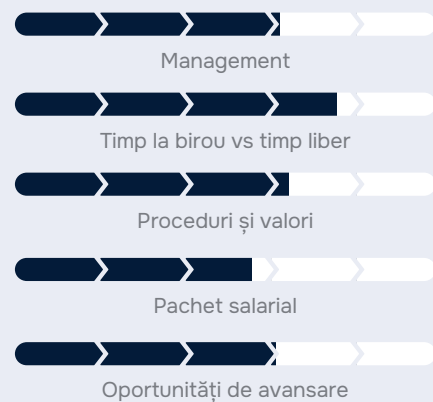 Management
Timp la birou vs timp liber
Proceduri și valori
Pachet salarial
Oportunități de avansare